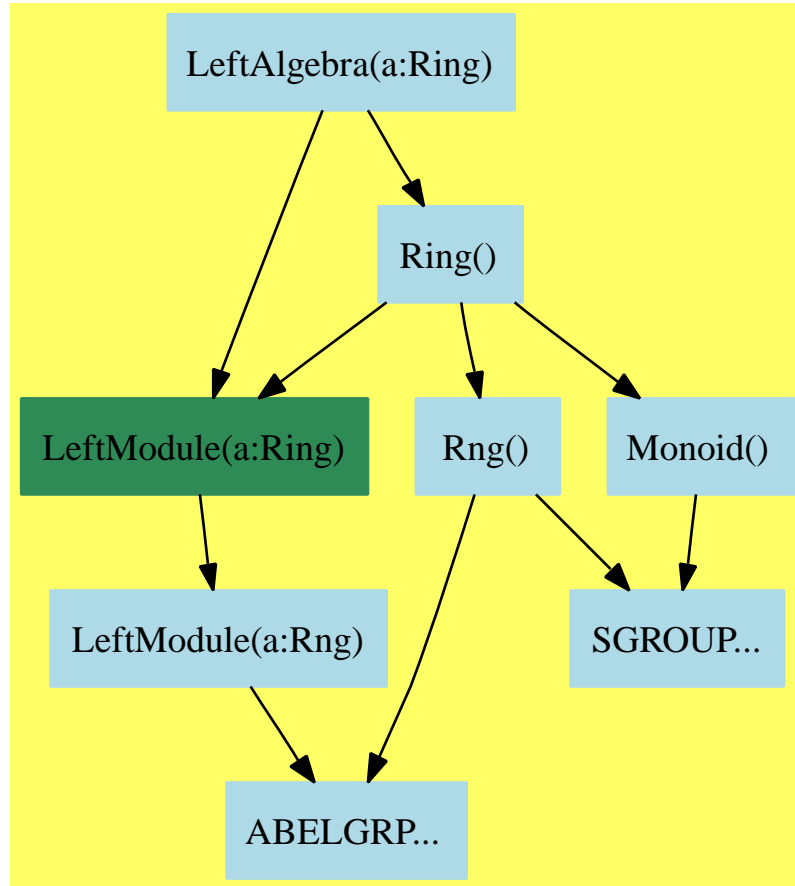 LeftAlgebra(a:Ring)
Ring()
LeftModule(a:Ring)
Rng()
Monoid()
LeftModule(a:Rng)
SGROUP...
ABELGRP...